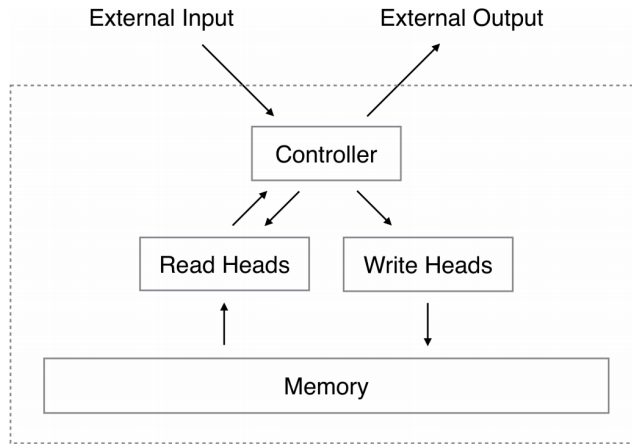 External Input
External Output
Controller
Read Heads
Write Heads
Memory